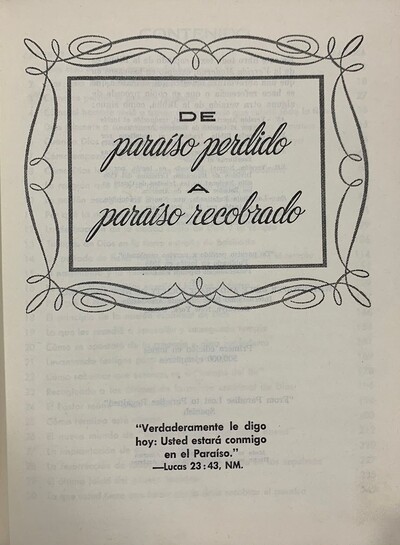 DE
paraíso perdido
A
paraíso recobrado
"Verdaderamente le digo
hoy: Usted estará conmigo
en el Paraíso."
—Lucas 23:43, NM.